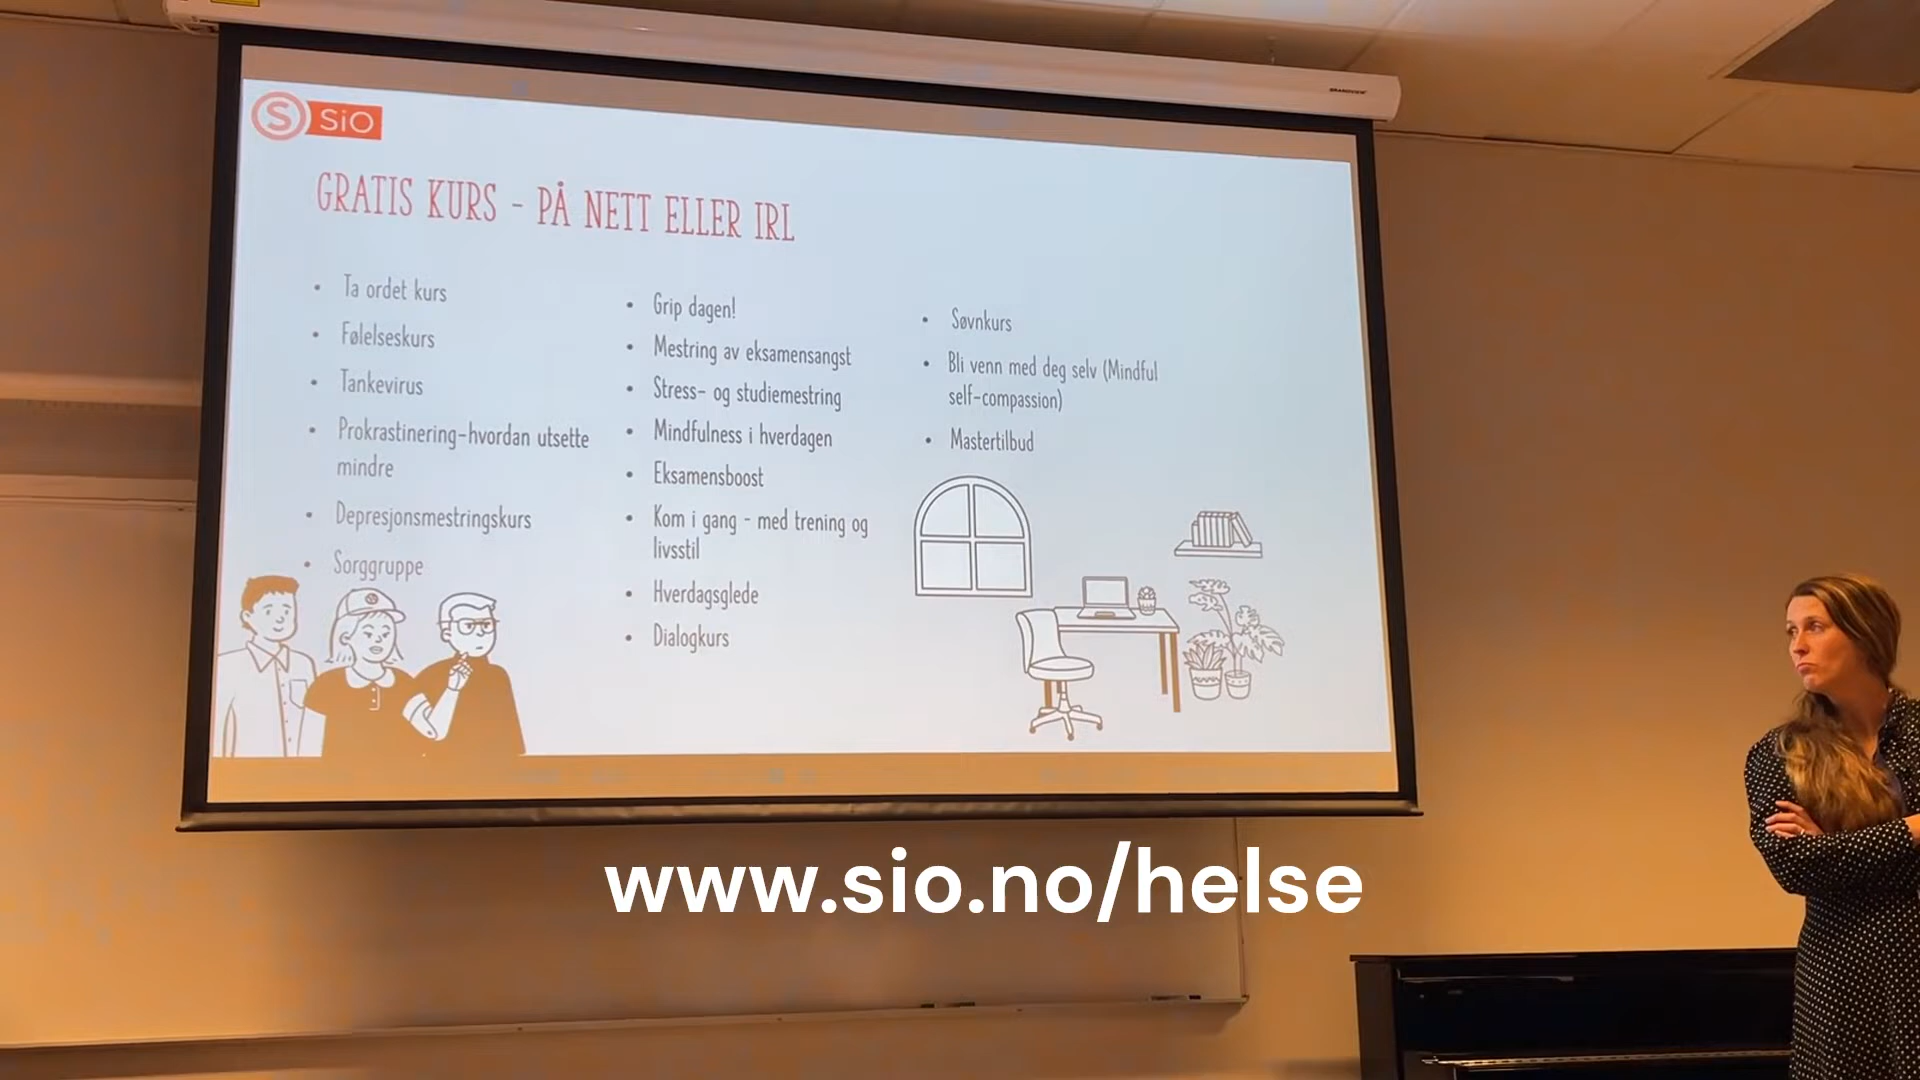 SiO
GRATIS KURS - PÅ NETT ELLER IRL
Ta ordet kurs
Følelseskurs
Tankevirus
Prokrastinering-hvordan utsette
mindre
Depresjonsmestringskurs
Sorggruppe
Grip dagen!
Mestring av eksamensangst
Stress- og studiemestring
Mindfulness i hverdagen
Eksamensboost
Kom i gang - med trening og
livsstil
Hverdagsglede
Dialogkurs
Søvnkurs
Bli venn med deg selv (Mindful
self-compassion)
Mastertilbud
www.sio.no/helse